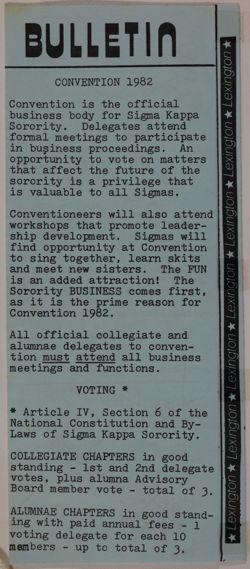 BULLETIN
CONVENTION 1982
Convention is the official
business body for Sigma Kappa
Sorority. Delegates attend
formal meetings to participate
in business proceedings. An
opportunity to vote on matters
that affect the future of the
sorority is a privilege that
is valuable to all Sigmas.
Conventioneers will also attend
workshops that promote leader-
ship development. Sigmas will
find opportunity at Convention
to sing together, learn skits
and meet new sisters. The FUN
is an added attraction! The
Sorority BUSINESS comes first,
as it is the prime reason for
Convention 1982.
All official collegiate and
alumnae delegates to conven-
tion must attend all business
meetings and functions.
VOTING *
* Article IV, Section 6 of the
National Constitution and By-
Laws of Sigma Kappa Sorority.
COLLEGIATE CHAPTERS in good
standing - 1st and 2nd delegate
votes, plus alumna Advisory
Board member vote - total of 3.
ALUMNAE CHAPTERS in good stand-
ing with paid annual fees - 1
voting delegate for each 10
members - up to total of 3.
Lexington ★ Lexington ★ Lexington ★ Lexington ★ Lexington ★ Lexington ★ Lexington ★ Lexington ★